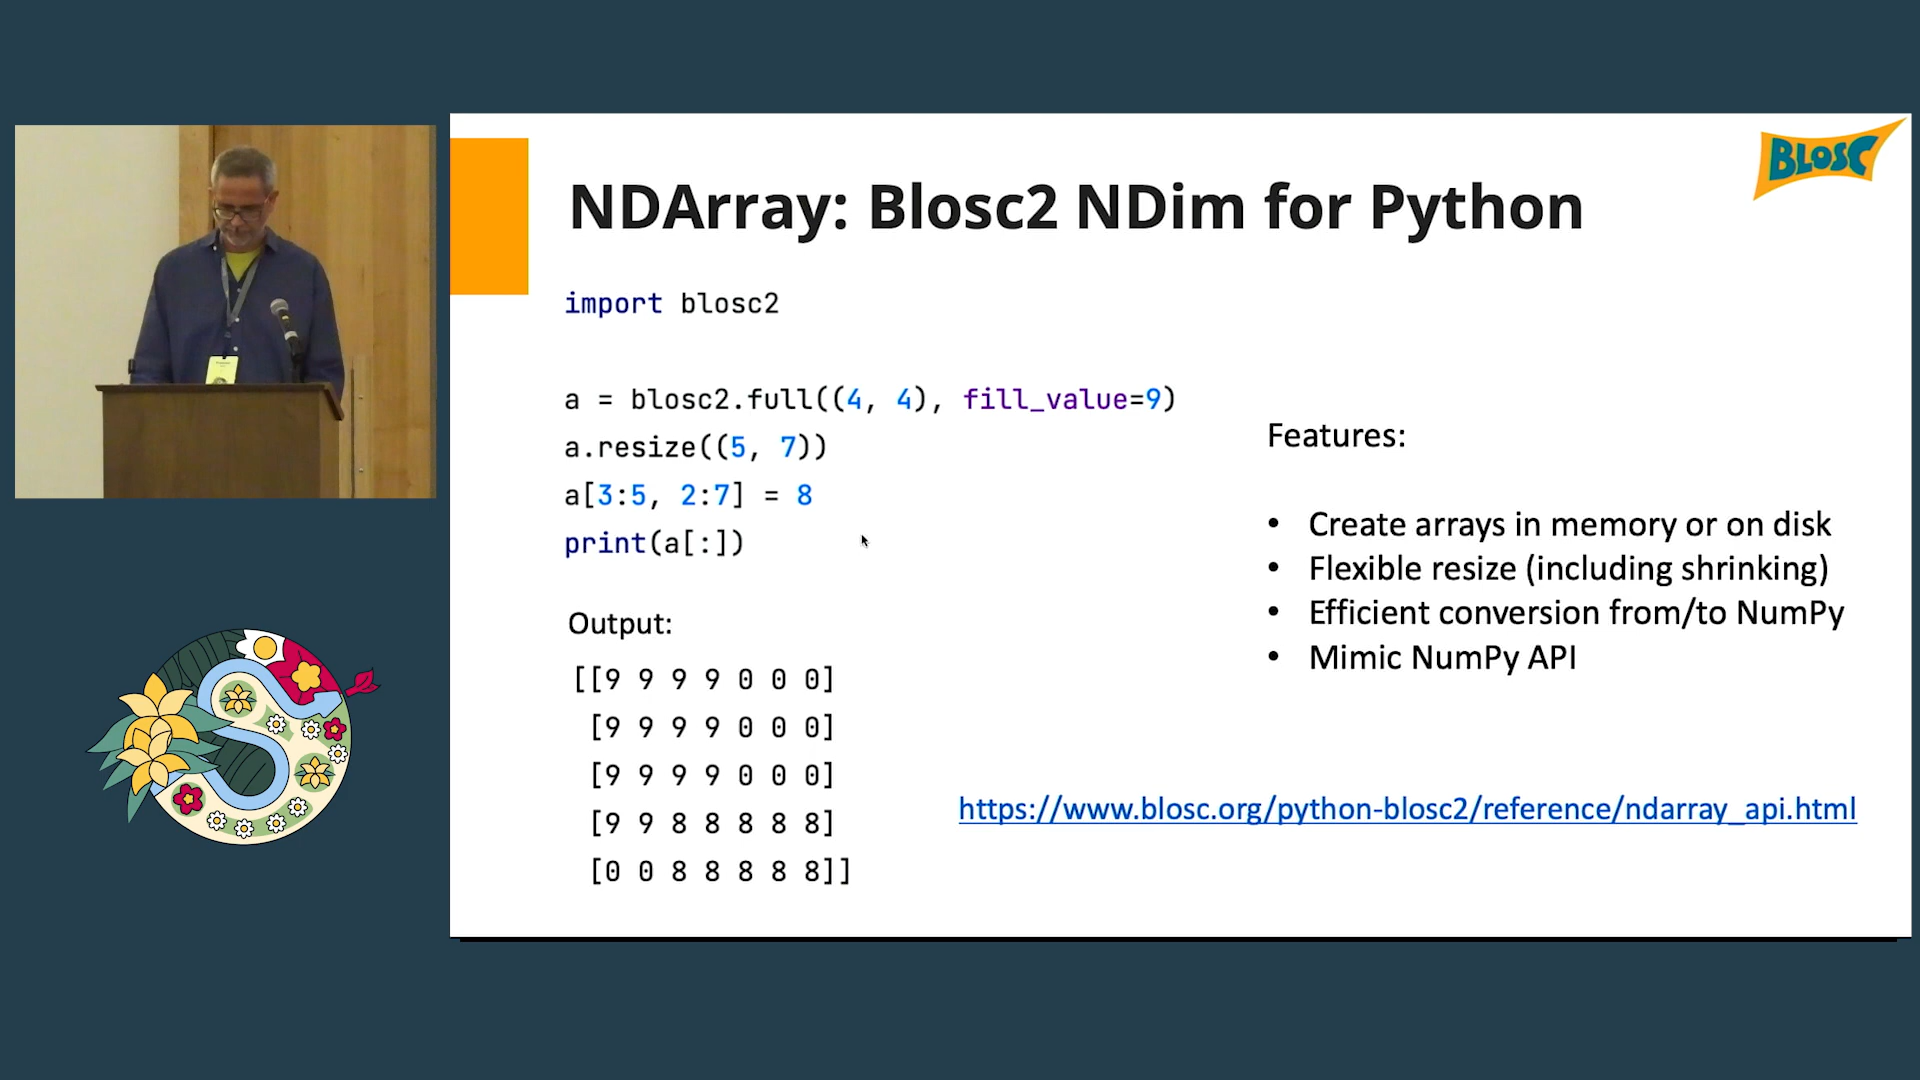 BLOSC
NDArray: Blosc2 NDim for Python
import blosc2
a = blosc2.full((4, 4), fill_value=9)
a.resize((5, 7))
a[3:5, 2:7] = 8
print(a[:])
Output:
[[9 9 9 9 0 0 0]
[9 9 9 9 0 0 0]
[9 9 9 9 0 0 0]
[9 9 8 8 8 8 8]
[0 0 8 8 8 8 8]]
Features:
• Create arrays in memory or on disk
• Flexible resize (including shrinking)
• Efficient conversion from/to NumPy
• Mimic NumPy API
https://www.blosc.org/python-blosc2/reference/ndarray_api.html